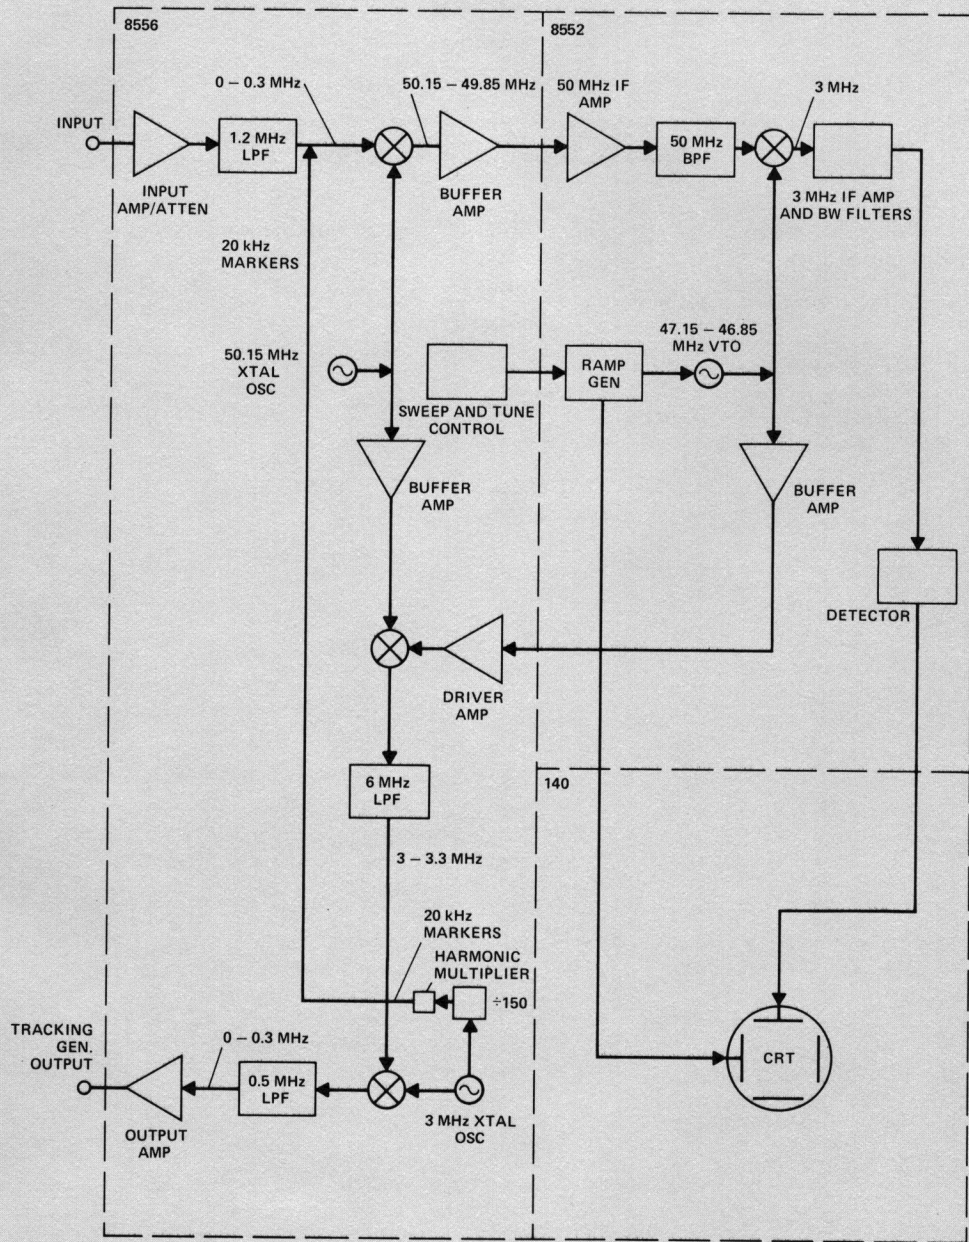 8556
8552
0 – 0.3 MHz
50.15 – 49.85 MHz
50 MHz IF
AMP
3 MHz
INPUT
1.2 MHz
LPF
50 MHz
BPF
INPUT
AMP/ATTEN
BUFFER
AMP
3 MHz IF AMP
AND BW FILTERS
20 kHz
MARKERS
50.15 MHz
XTAL
OSC
SWEEP AND TUNE
CONTROL
RAMP
GEN
47.15 – 46.85
MHz VTO
BUFFER
AMP
BUFFER
AMP
DETECTOR
DRIVER
AMP
6 MHz
LPF
140
3 – 3.3 MHz
20 kHz
MARKERS
HARMONIC
MULTIPLIER
÷150
TRACKING
GEN.
OUTPUT
0 – 0.3 MHz
0.5 MHz
LPF
OUTPUT
AMP
3 MHz XTAL
OSC
CRT